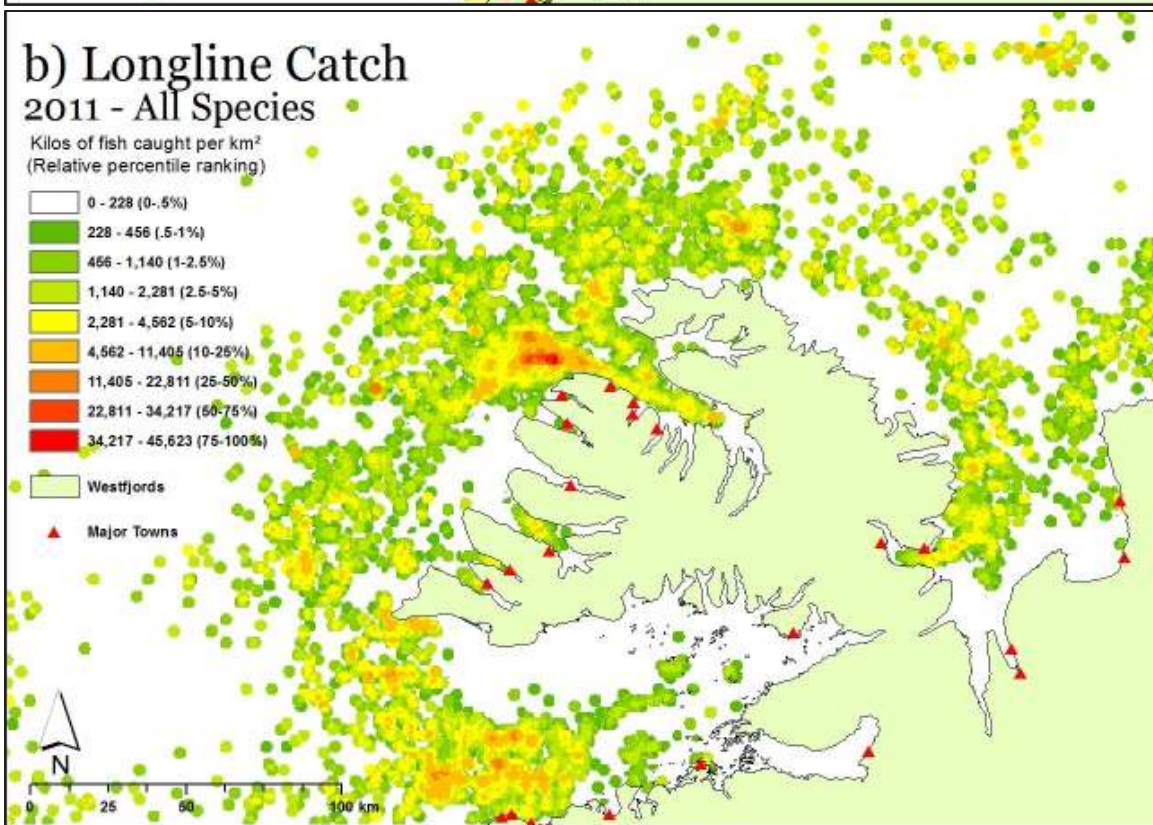 b) Longline Catch
2011 - All Species
Kilos of fish caught per km²
(Relative percentile ranking)
0 - 228 (0-.5%)
228 - 456 (.5-1%)
456 - 1,140 (1-2.5%)
1,140 - 2,281 (2.5-5%)
2,281 - 4,562 (5-10%)
4,562 - 11,405 (10-25%)
11,405 - 22,811 (25-50%)
22,811 - 34,217 (50-75%)
34,217 - 45,623 (75-100%)
Westfjords
Major Towns
N
0 25 50 100 km